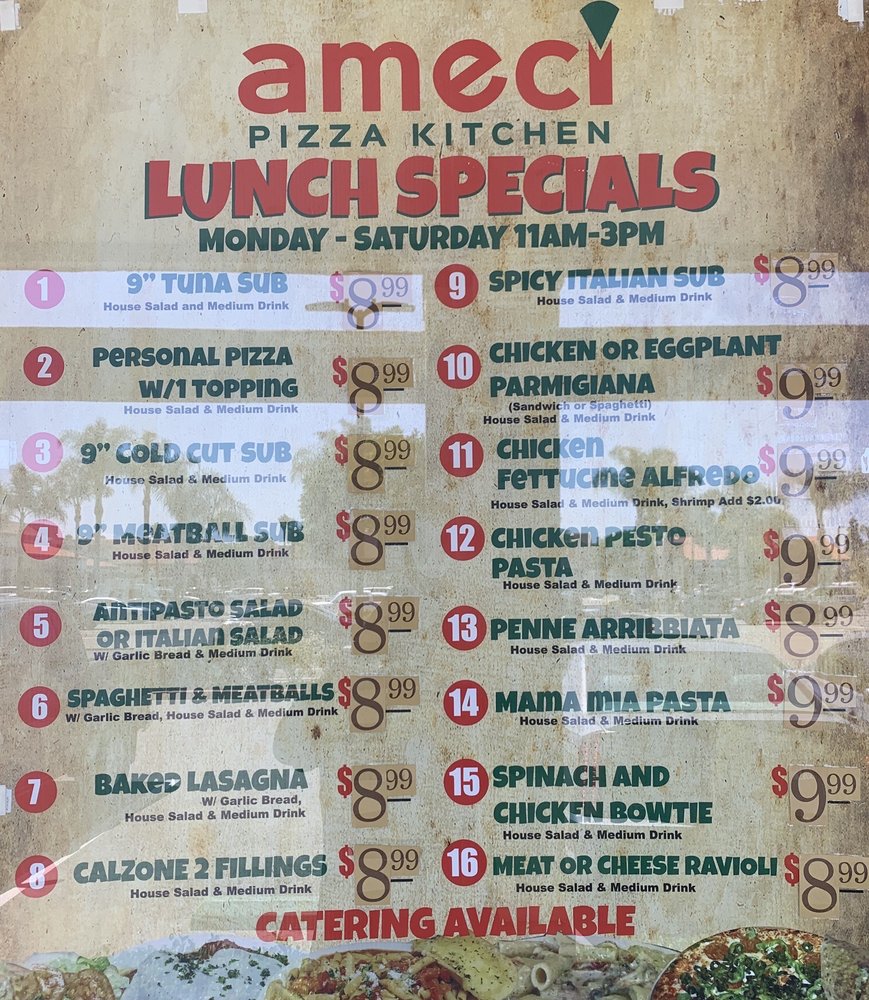 ameci
PIZZA KITCHEN
LUNCH SPECIALS
MONDAY - SATURDAY 11AM-3PM
1 9” TUNA SUB $8.99
House Salad and Medium Drink
2 PERSONAL PIZZA
W/1 TOPPING $8.99
House Salad & Medium Drink
3 9” COLD CUT SUB $8.99
House Salad & Medium Drink
4 9” MEATBALL SUB $8.99
House Salad & Medium Drink
5 ANTIPASTO SALAD
OR ITALIAN SALAD $8.99
W/ Garlic Bread & Medium Drink
6 SPAGHETTI & MEATBALLS $8.99
W/ Garlic Bread, House Salad & Medium Drink
7 BAKED LASAGNA $8.99
W/ Garlic Bread,
House Salad & Medium Drink
8 CALZONE 2 FILLINGS $8.99
House Salad & Medium Drink
9 SPICY ITALIAN SUB $8.99
House Salad and Medium Drink
10 CHICKEN OR EGGPLANT
PARMIGIANA $9.99
(Sandwich or Spaghetti)
House Salad & Medium Drink
11 CHICKEN
FETTUCINE ALFREDO $9.99
House Salad & Medium Drink, Shrimp Add $2.00
12 CHICKEN PESTO
PASTA $9.99
House Salad & Medium Drink
13 PENNE ARRIBBIATA $8.99
House Salad & Medium Drink
14 MAMA MIA PASTA $9.99
House Salad & Medium Drink
15 SPINACH AND
CHICKEN BOWTIE $9.99
House Salad & Medium Drink
16 MEAT OR CHEESE RAVIOLI $8.99
House Salad & Medium Drink
CATERING AVAILABLE